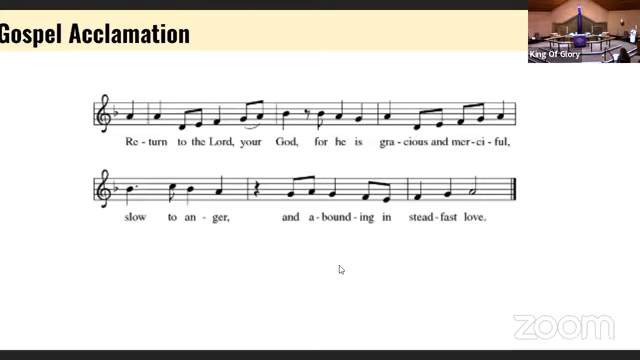 Gospel Acclamation
King Of Glory
Re - turn to the Lord, your God, for he is gra - cious and mer - ci - ful,
slow to an - ger, and a - bound - ing in stead - fast love.
zoom